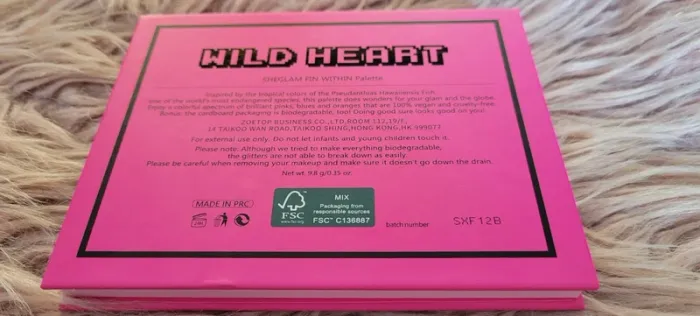 WILD HEART
ENDGLAM FIN WITHIN Palette
Inspired by the tropical colors of the Pseudanthias Hawaiiensis Fish,
one of the world's most endangered species, this palette does wonders for your glam and the globe.
Enjoy a colorful spectrum of brilliant pinks, blues and oranges that are 100% vegan and cruelty-free.
Bonus: the cardboard packaging is biodegradable, too! Doing good sure looks good on you!
ZOETOP BUSINESS CO.,LTD,ROOM 112,19/F.
14 TAIKOO WAN ROAD,TAIKOO SHING,HONG KONG,HK 999077
For external use only. Do not let infants and young children touch it.
Please note: Although we tried to make everything biodegradable,
the glitters are not able to break down as easily.
Please be careful when removing your makeup and make sure it doesn't go down the drain.
Net wt. 9.8 g/0.35 oz.
MADE IN PRC
FSC
www.fsc.org
MIX
Packaging from
responsible sources
FSC™ C136887
Batch number
SXF12B